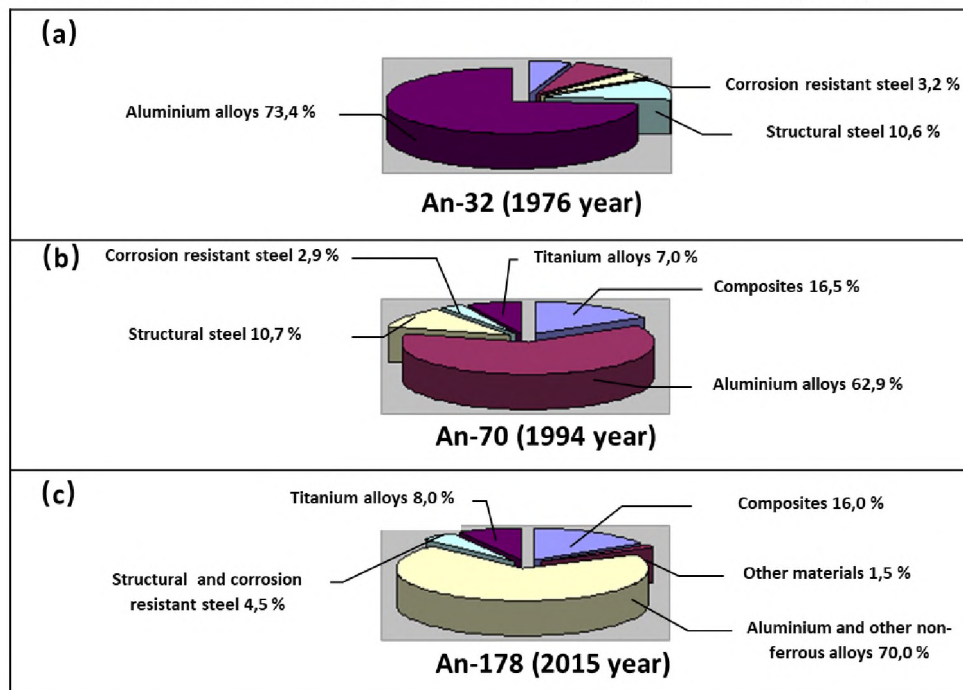 (a)
Aluminium alloys 73,4 %
Corrosion resistant steel 3,2 %
Structural steel 10,6 %
An-32 (1976 year)
(b)
Corrosion resistant steel 2,9 %
Titanium alloys 7,0 %
Composites 16,5 %
Structural steel 10,7 %
Aluminium alloys 62,9 %
An-70 (1994 year)
(c)
Titanium alloys 8,0 %
Composites 16,0 %
Structural and corrosion
resistant steel 4,5 %
Other materials 1,5 %
Aluminium and other non-
ferrous alloys 70,0 %
An-178 (2015 year)